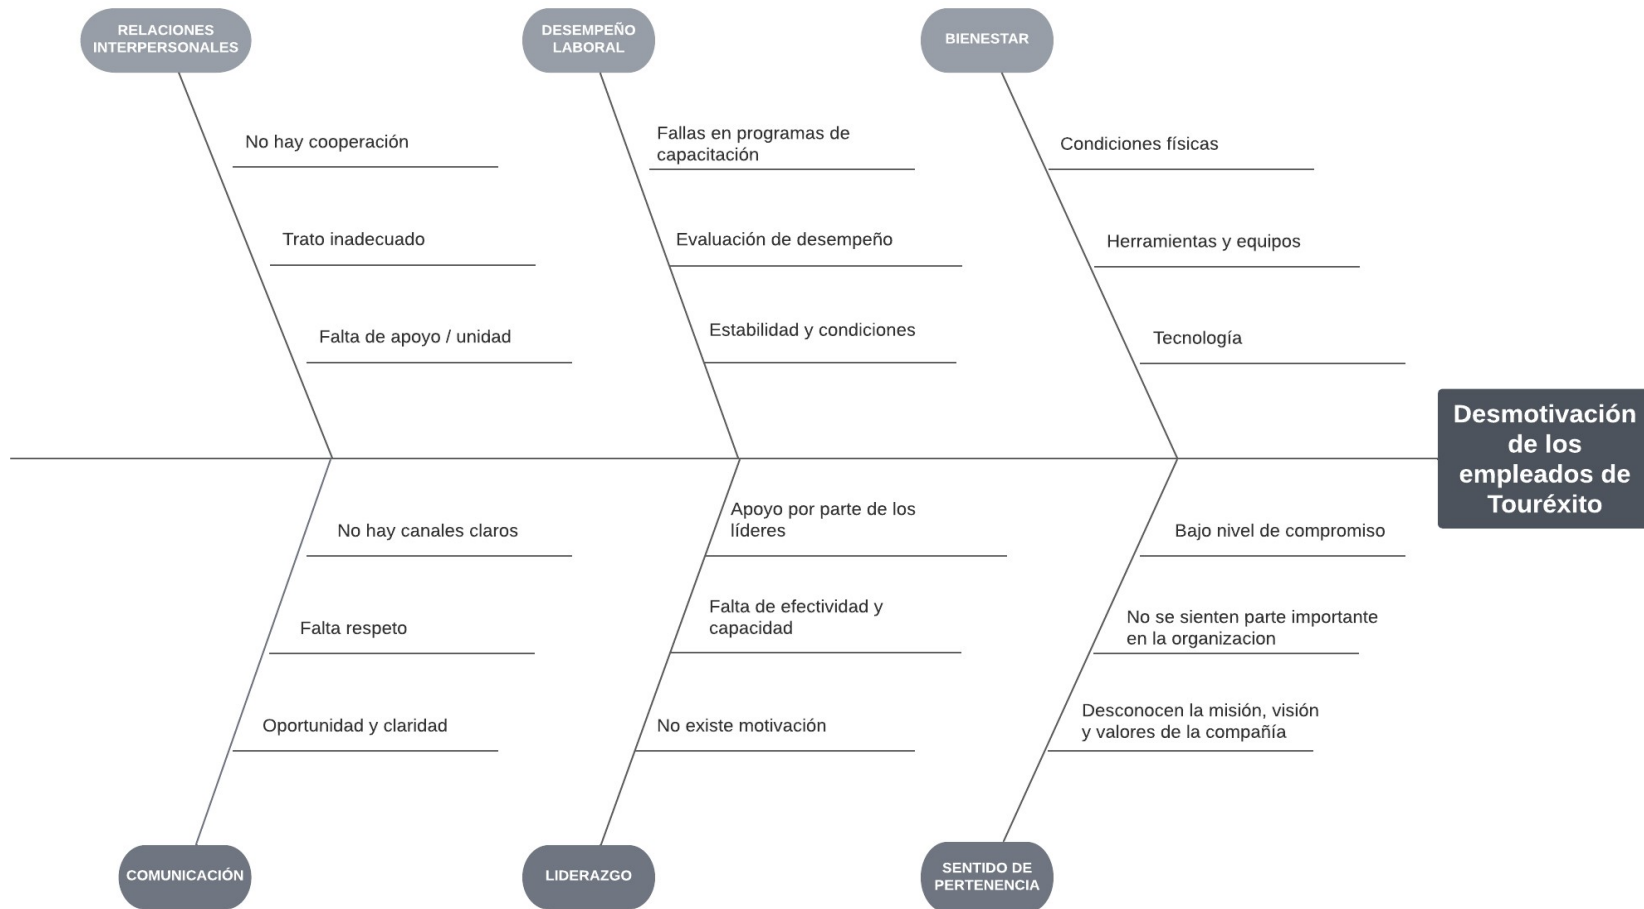 RELACIONES
INTERPERSONALES
DESEMPEÑO
LABORAL
BIENESTAR
No hay cooperación
Trato inadecuado
Falta de apoyo / unidad
Fallas en programas de
capacitación
Evaluación de desempeño
Estabilidad y condiciones
Condiciones físicas
Herramientas y equipos
Tecnología
Desmotivación
de los
empleados de
Touréxito
No hay canales claros
Falta respeto
Oportunidad y claridad
Apoyo por parte de los
líderes
Falta de efectividad y
capacidad
No existe motivación
Bajo nivel de compromiso
No se sienten parte importante
en la organizacion
Desconocen la misión, visión
y valores de la compañía
COMUNICACIÓN
LIDERAZGO
SENTIDO DE
PERTENENCIA